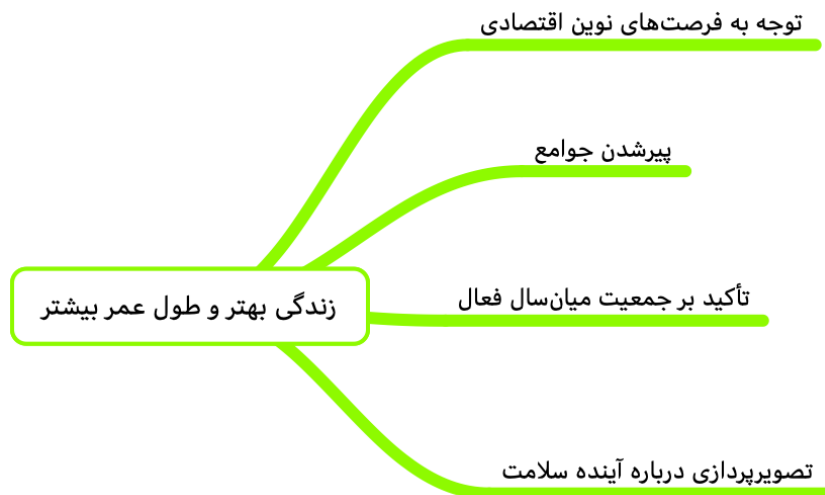 توجه به فرصت‌های نوین اقتصادی
پیرشدن جوامع
زندگی بهتر و طول عمر بیشتر
تأکید بر جمعیت میان‌سال فعال
تصویرپردازی درباره آینده سلامت